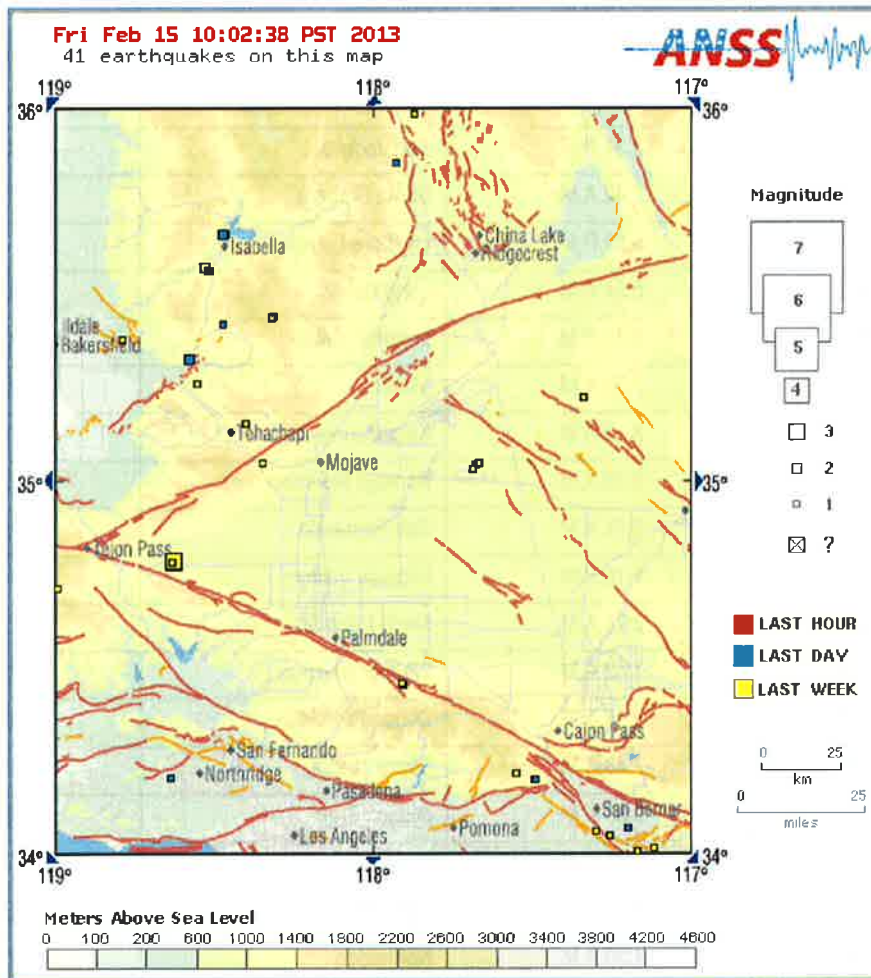 Fri Feb 15 10:02:38 PST 2013
41 earthquakes on this map
ANSS
119° 118° 117°
36° 36°
China Lake
Isabella
Ridgecrest
Ildale
Bakersfield
Tehachapi
Mojave
35° 35°
Tejon Pass
Palmdale
Cajon Pass
San Fernando
Northridge
Pasadena
San Berner
Los Angeles
Pomona
34° 34°
119° 118° 117°
Magnitude
7
6
5
4
3
2
1
?
LAST HOUR
LAST DAY
LAST WEEK
0 25
km
0 25
miles
Meters Above Sea Level
0 100 200 600 1000 1400 1800 2200 2600 3000 3400 3800 4200 4600